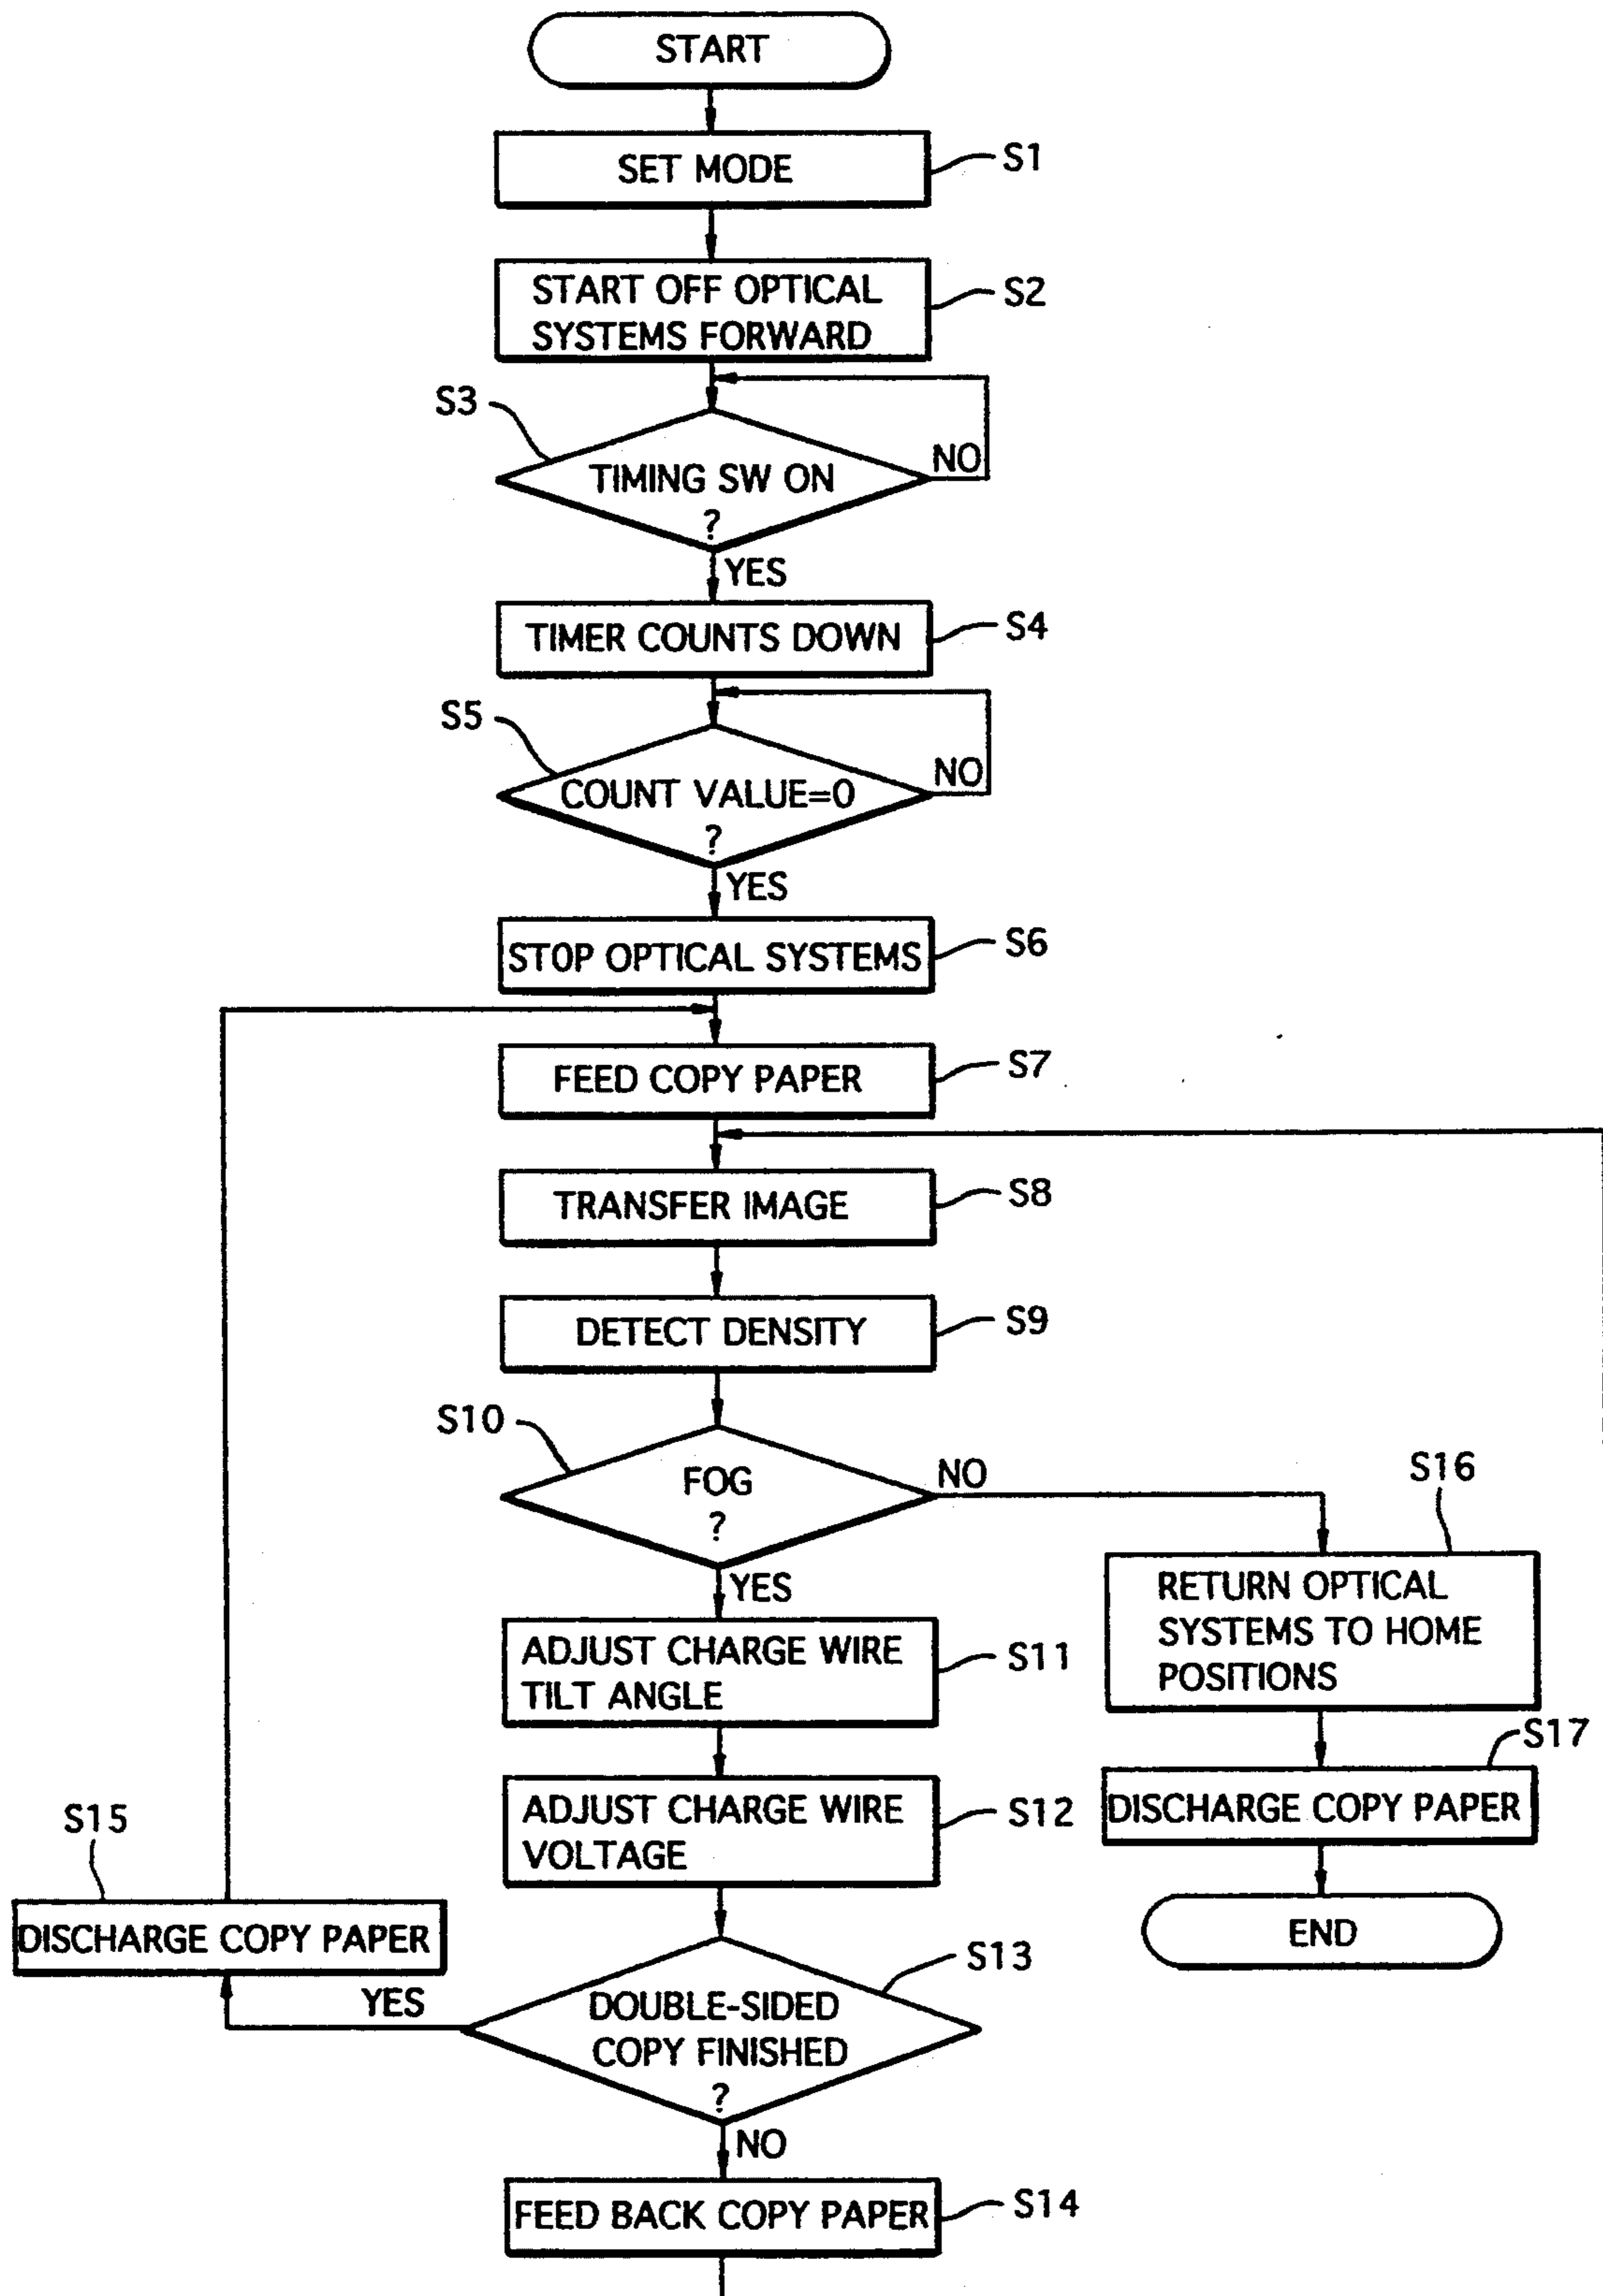 START
SET MODE
S1
START OFF OPTICAL
SYSTEMS FORWARD
S2
S3
TIMING SW ON
?
NO
YES
TIMER COUNTS DOWN
S4
S5
COUNT VALUE=0
?
NO
YES
STOP OPTICAL SYSTEMS
S6
FEED COPY PAPER
S7
TRANSFER IMAGE
S8
DETECT DENSITY
S9
S10
FOG
?
NO
YES
S16
RETURN OPTICAL
SYSTEMS TO HOME
POSITIONS
ADJUST CHARGE WIRE
TILT ANGLE
S11
S17
DISCHARGE COPY PAPER
ADJUST CHARGE WIRE
VOLTAGE
S12
S15
DISCHARGE COPY PAPER
END
S13
DOUBLE-SIDED
COPY FINISHED
?
YES
NO
FEED BACK COPY PAPER
S14